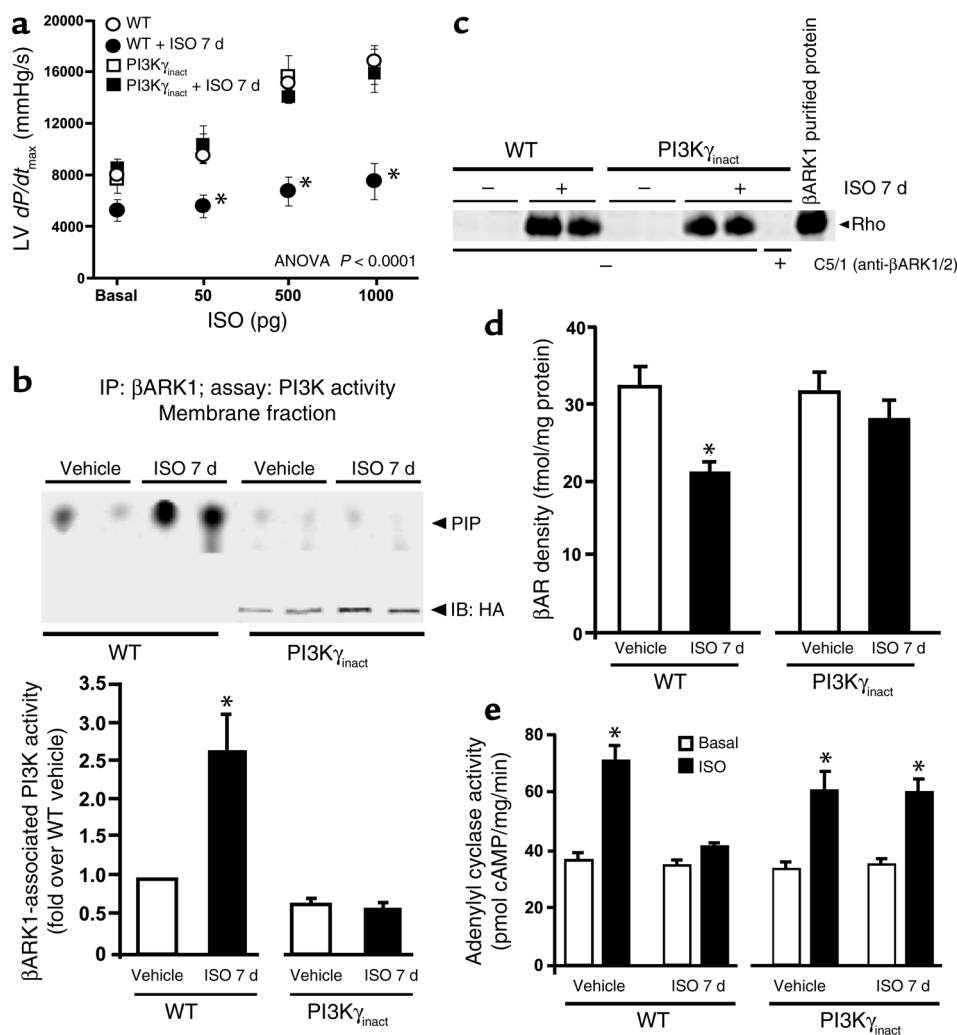 a
LV dP/dtmax (mmHg/s)
20000
16000
12000
8000
4000
0
WT
WT + ISO 7 d
PI3Kγinact
PI3Kγinact + ISO 7 d
*
*
*
ANOVA P < 0.0001
Basal 50 500 1000
ISO (pg)
b
IP: βARK1; assay: PI3K activity
Membrane fraction
Vehicle ISO 7 d Vehicle ISO 7 d
PIP
IB: HA
WT PI3Kγinact
βARK1-associated PI3K activity
(fold over WT vehicle)
3.5
3.0
2.5
2.0
1.0
0.5
0
*
Vehicle ISO 7 d Vehicle ISO 7 d
WT PI3Kγinact
c
WT PI3Kγinact
βARK1 purified protein
– + – + ISO 7 d
Rho
– + C5/1 (anti-βARK1/2)
d
βAR density (fmol/mg protein)
40
30
20
10
0
*
Vehicle ISO 7 d Vehicle ISO 7 d
WT PI3Kγinact
e
Adenylyl cyclase activity
(pmol cAMP/mg/min)
80
60
40
20
0
Basal
ISO
*
*
*
Vehicle ISO 7 d Vehicle ISO 7 d
WT PI3Kγinact